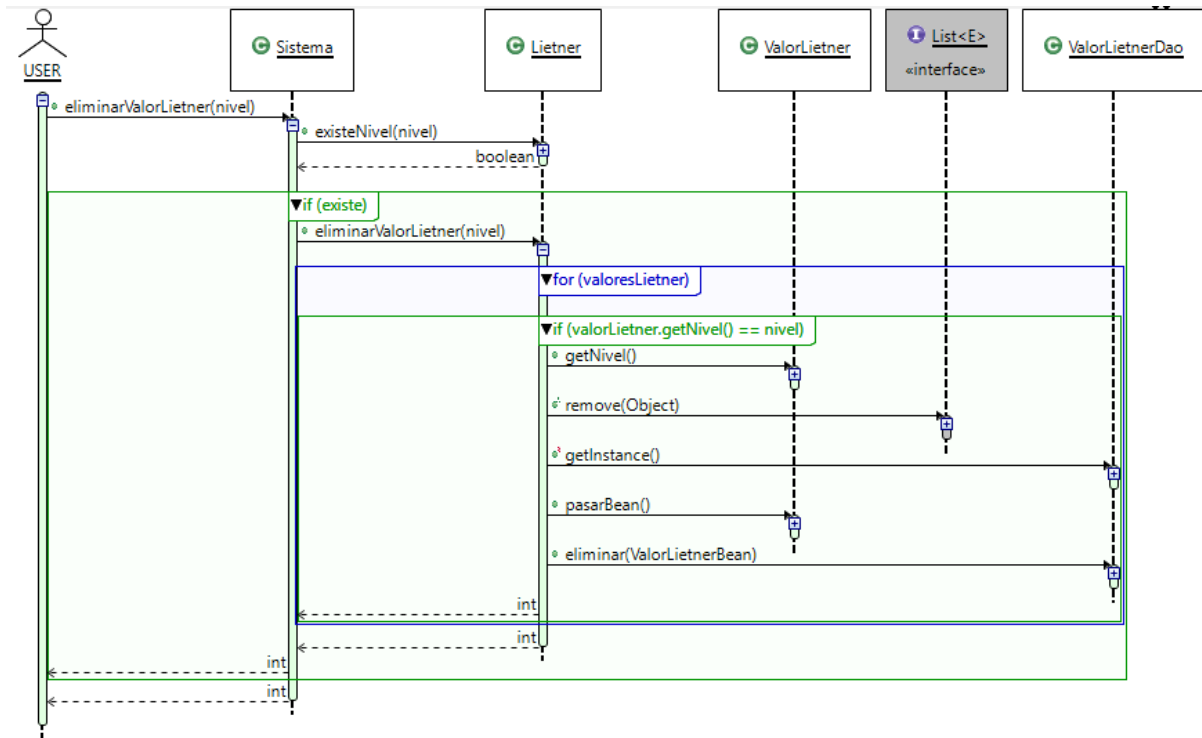 USER
Sistema
Lietner
ValorLietner
List<E>
«interface»
ValorLietnerDao
eliminarValorLietner(nivel)
existeNivel(nivel)
boolean
if (existe)
eliminarValorLietner(nivel)
for (valoresLietner)
if (valorLietner.getNivel() == nivel)
getNivel()
remove(Object)
getInstance()
pasarBean()
eliminar(ValorLietnerBean)
int
int
int
int